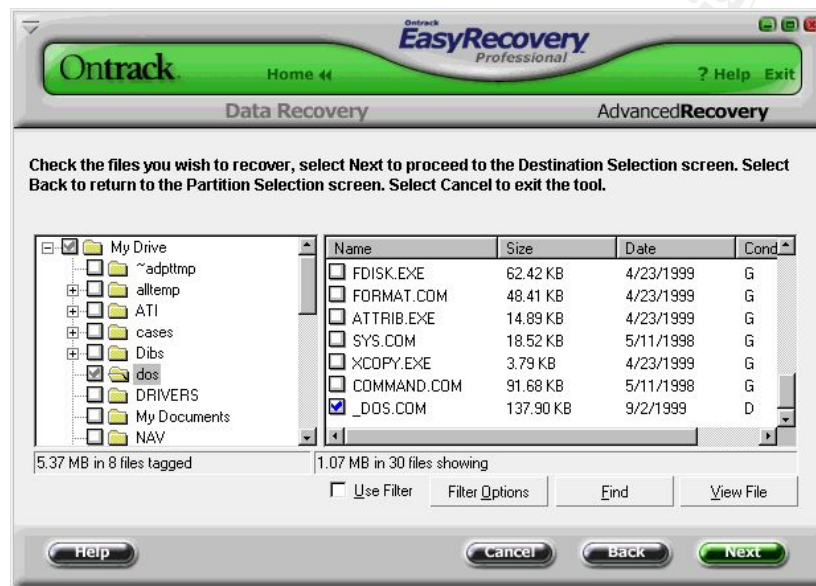 Ontrack
EasyRecovery
Professional
Ontrack
Home
? Help Exit
Data Recovery
AdvancedRecovery
Check the files you wish to recover, select Next to proceed to the Destination Selection screen. Select
Back to return to the Partition Selection screen. Select Cancel to exit the tool.
My Drive
~adpttmp
alltemp
ATI
cases
Dibs
dos
DRIVERS
My Documents
NAV
Name Size Date Cond
FDISK.EXE 62.42 KB 4/23/1999 G
FORMAT.COM 48.41 KB 4/23/1999 G
ATTRIB.EXE 14.89 KB 4/23/1999 G
SYS.COM 18.52 KB 5/11/1998 G
XCOPY.EXE 3.79 KB 4/23/1999 G
COMMAND.COM 91.68 KB 5/11/1998 G
_DOS.COM 137.90 KB 9/2/1999 D
5.37 MB in 8 files tagged
1.07 MB in 30 files showing
Use Filter
Filter Options
Find
View File
Help
Cancel
Back
Next